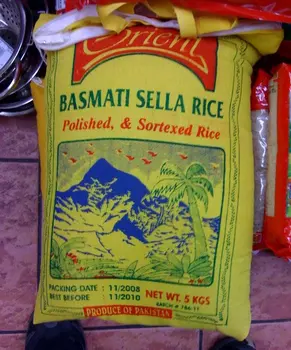 Orient
BASMATI SELLA RICE
Polished, & Sortexed Rice
PACKING DATE : 11/2008
BEST BEFORE : 11/2010
NET WT. 5 KGS
PRODUCE OF PAKISTAN